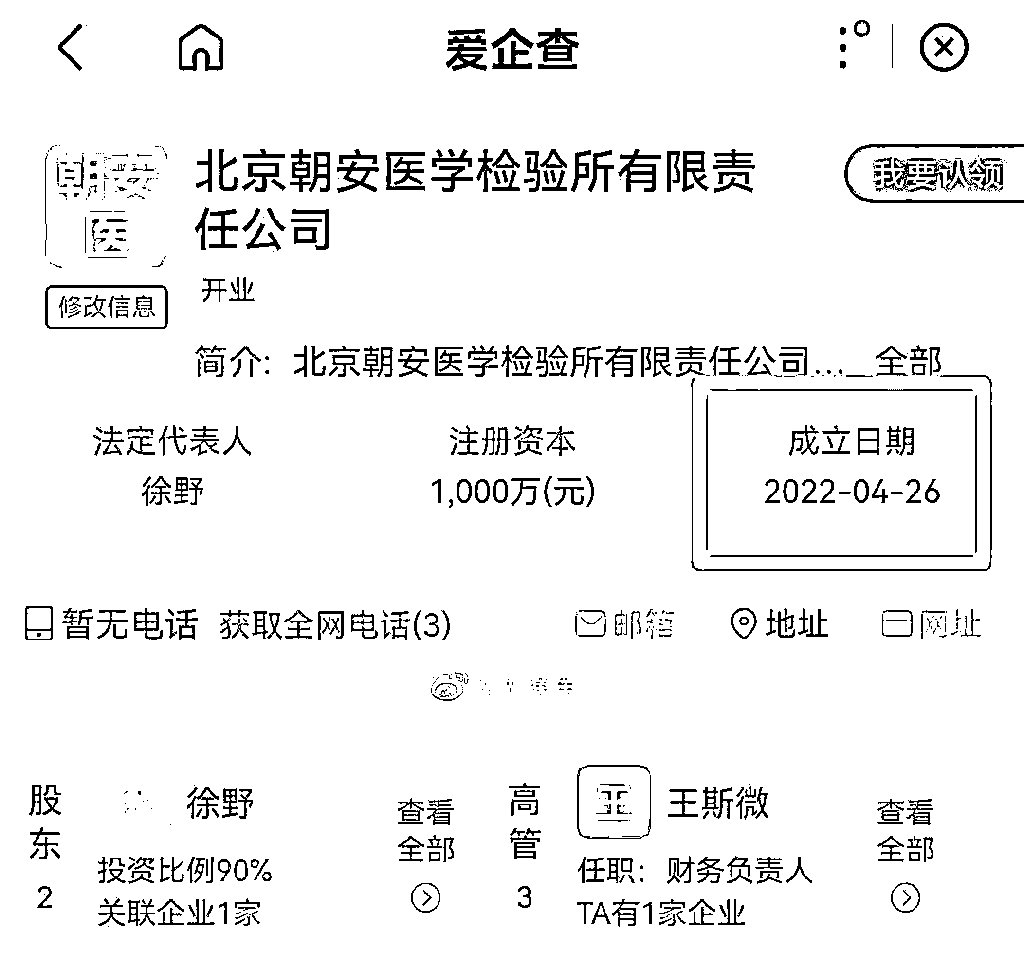 爱企查
朝安
医
北京朝安医学检验所有限责
任公司
我要认领
修改信息
开业
简介：北京朝安医学检验所有限责任公司... 全部
法定代表人
徐野
注册资本
1,000万(元)
成立日期
2022-04-26
暂无电话 获取全网电话(3) 邮箱 地址 网址
股东
2
徐野
投资比例90%
关联企业1家
查看
全部
高管
3
王
王斯微
任职：财务负责人
TA有1家企业
查看
全部